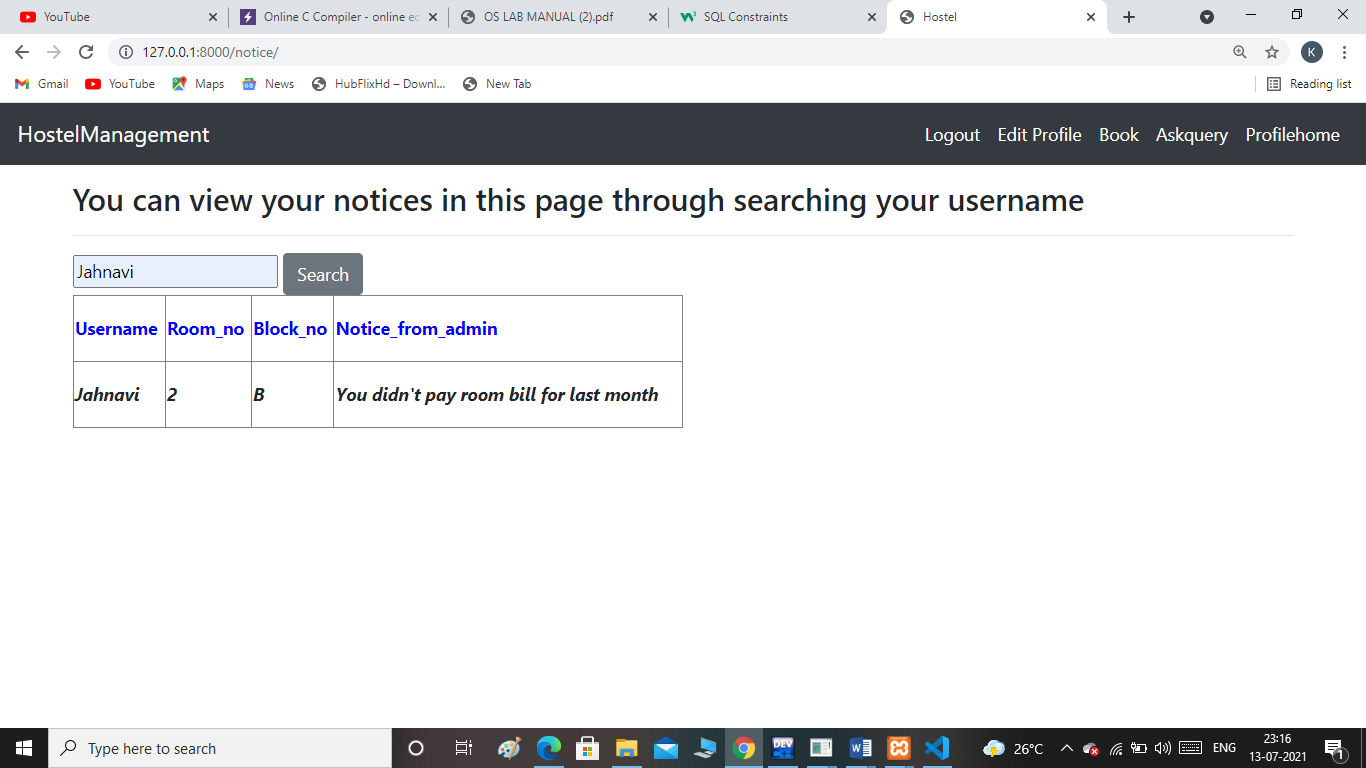 YouTube
Online C Compiler - online ec
OS LAB MANUAL (2).pdf
SQL Constraints
Hostel
127.0.0.1:8000/notice/
K
Gmail
YouTube
Maps
News
HubFlixHd – Downl...
New Tab
Reading list
HostelManagement
Logout
Edit Profile
Book
Askquery
Profilehome
You can view your notices in this page through searching your username
Jahnavi
Search
Username
Room_no
Block_no
Notice_from_admin
Jahnavi
2
B
You didn't pay room bill for last month
Type here to search
DEV
26°C
ENG
23:16
13-07-2021
1